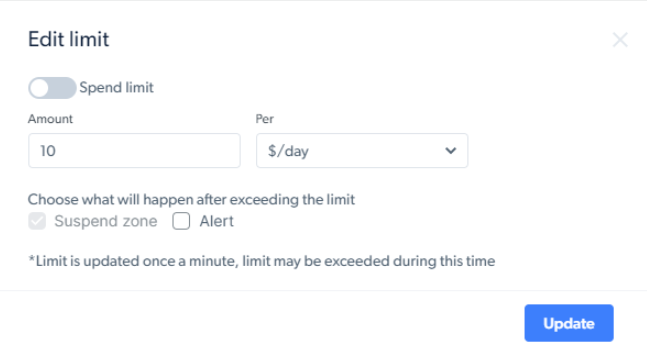 Edit limit
Spend limit
Amount
Per
10
$/day
Choose what will happen after exceeding the limit
Suspend zone
Alert
*Limit is updated once a minute, limit may be exceeded during this time
Update